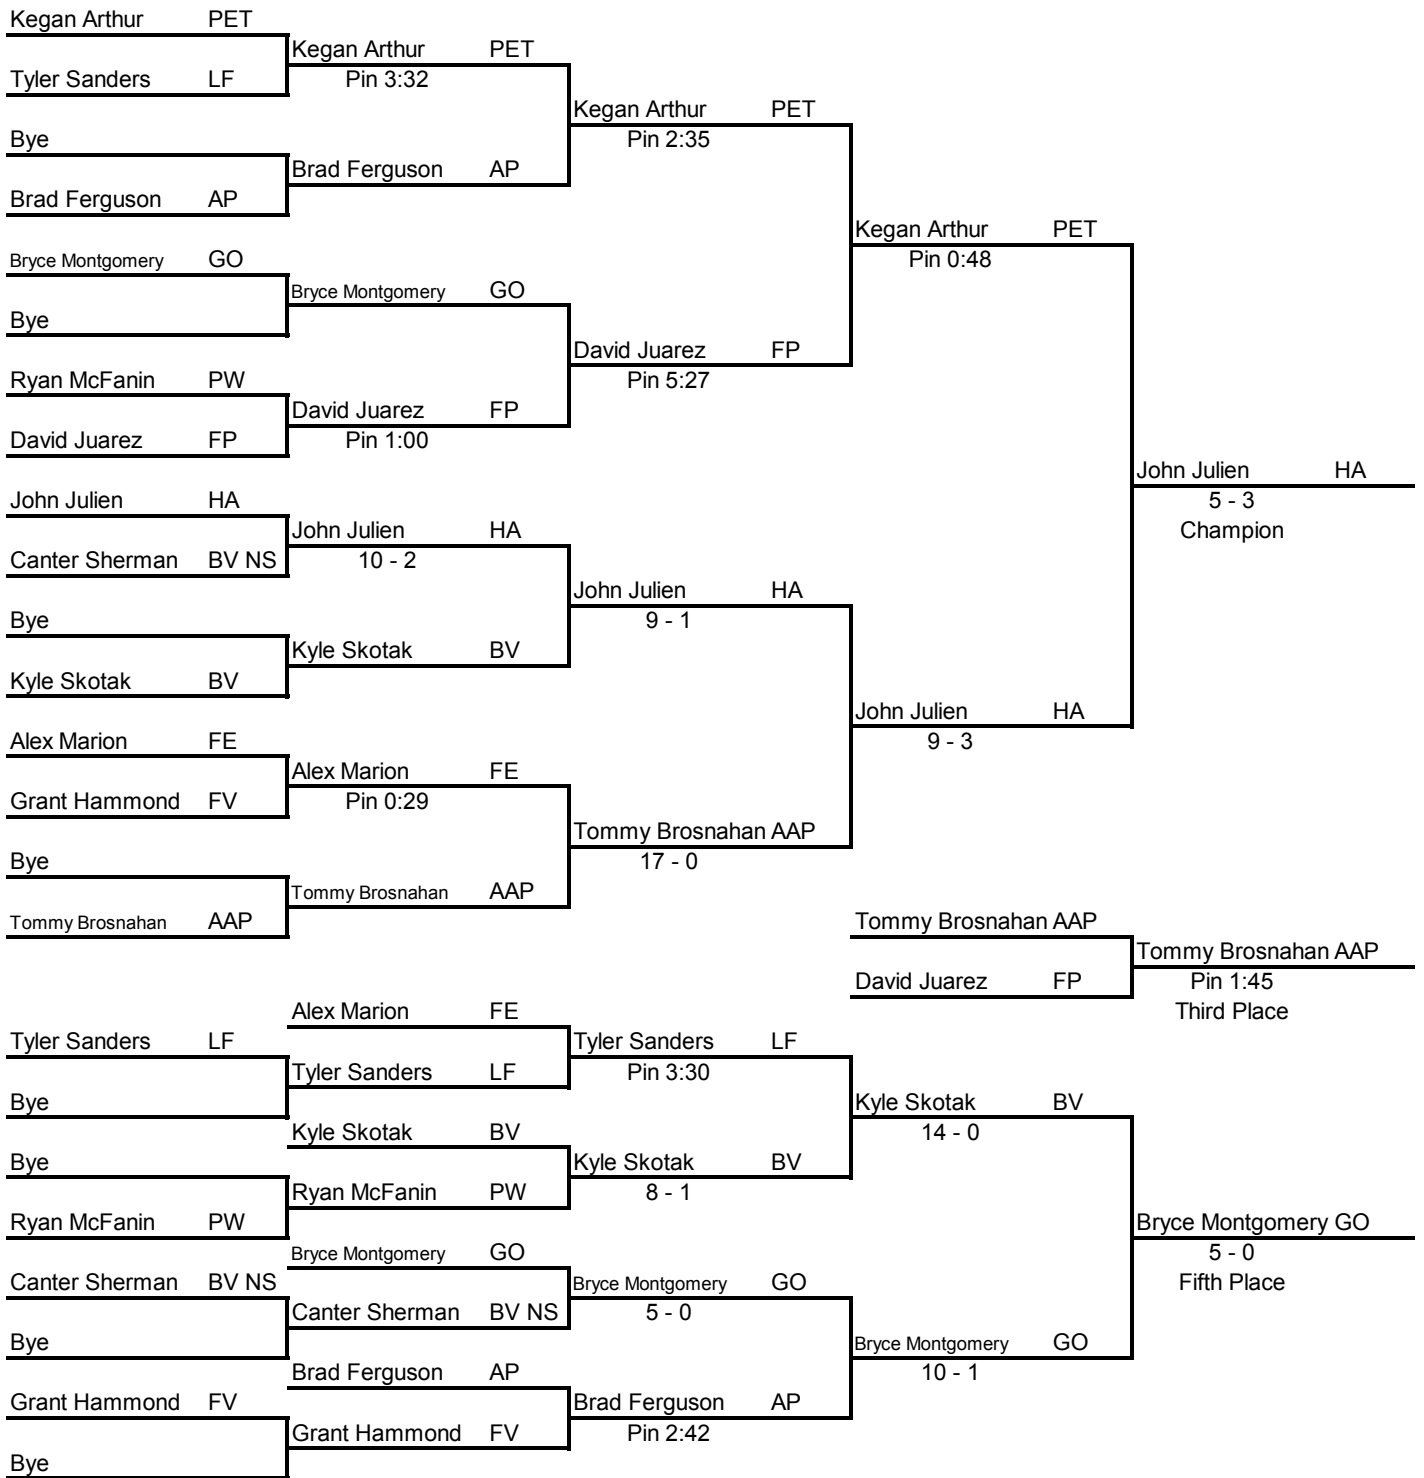 Kegan Arthur PET
Kegan Arthur PET
Tyler Sanders LF Pin 3:32
Kegan Arthur PET
Bye Pin 2:35
Brad Ferguson AP
Brad Ferguson AP
Kegan Arthur PET
Bryce Montgomery GO Pin 0:48
Bryce Montgomery GO
Bye
David Juarez FP
Ryan McFanin PW Pin 5:27
David Juarez FP
David Juarez FP Pin 1:00
John Julien HA
John Julien HA 5 - 3
John Julien HA Champion
Canter Sherman BV NS 10 - 2
John Julien HA
Bye 9 - 1
Kyle Skotak BV
Kyle Skotak BV
John Julien HA
Alex Marion FE 9 - 3
Alex Marion FE
Grant Hammond FV Pin 0:29
Tommy Brosnahan AAP
Bye 17 - 0
Tommy Brosnahan AAP
Tommy Brosnahan AAP Tommy Brosnahan AAP
Tommy Brosnahan AAP
David Juarez FP Pin 1:45
Alex Marion FE Third Place
Tyler Sanders LF Tyler Sanders LF
Tyler Sanders LF Pin 3:30
Bye Kyle Skotak BV
Kyle Skotak BV 14 - 0
Bye Kyle Skotak BV
Ryan McFanin PW 8 - 1
Ryan McFanin PW Bryce Montgomery GO
Bryce Montgomery GO 5 - 0
Canter Sherman BV NS Bryce Montgomery GO Fifth Place
Canter Sherman BV NS 5 - 0
Bye Bryce Montgomery GO
Brad Ferguson AP 10 - 1
Grant Hammond FV Brad Ferguson AP
Grant Hammond FV Pin 2:42
Bye